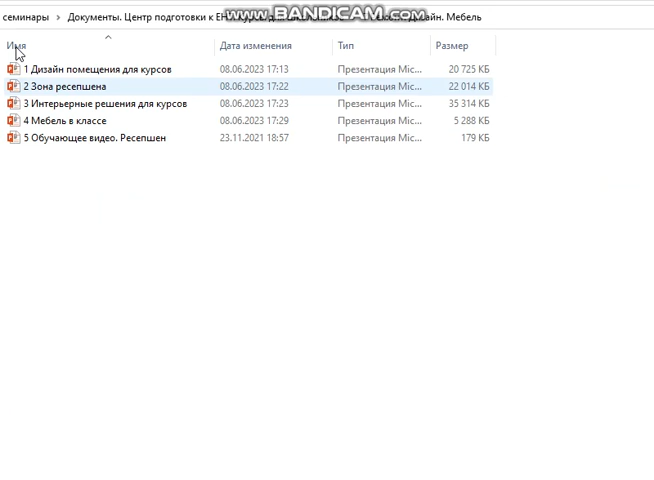 семинары > Документы. Центр подготовки к ЕН Дизайн. Мебель
www.BANDICAM.com
Имя Дата изменения Тип Размер
1 Дизайн помещения для курсов 08.06.2023 17:13 Презентация Mic... 20 725 КБ
2 Зона ресепшена 08.06.2023 17:22 Презентация Mic... 22 014 КБ
3 Интерьерные решения для курсов 08.06.2023 17:23 Презентация Mic... 35 314 КБ
4 Мебель в классе 08.06.2023 17:29 Презентация Mic... 5 288 КБ
5 Обучающее видео. Ресепшен 23.11.2021 18:57 Презентация Mic... 179 КБ